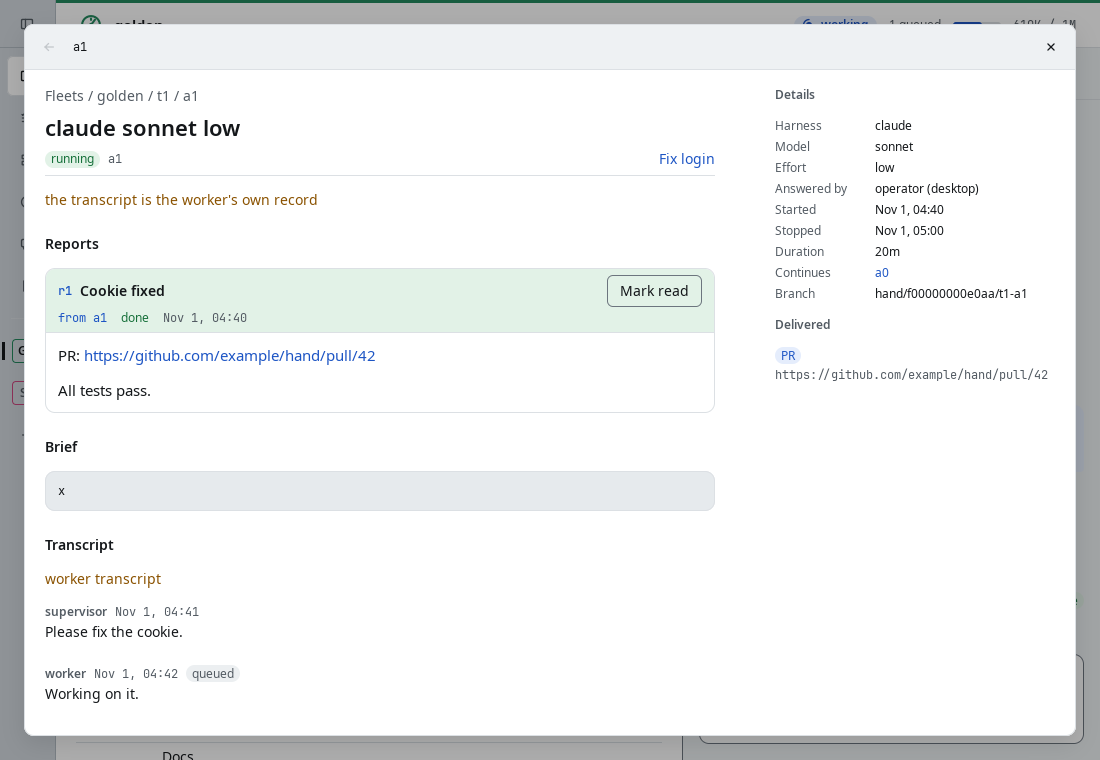 golden
working
1 queued
← a1
×
Fleets / golden / t1 / a1
claude sonnet low
running a1
Fix login
the transcript is the worker's own record
Reports
r1 Cookie fixed
Mark read
from a1 done Nov 1, 04:40
PR: https://github.com/example/hand/pull/42
All tests pass.
Brief
x
Transcript
worker transcript
supervisor Nov 1, 04:41
Please fix the cookie.
worker Nov 1, 04:42 queued
Working on it.
Details
Harness claude
Model sonnet
Effort low
Answered by operator (desktop)
Started Nov 1, 04:40
Stopped Nov 1, 05:00
Duration 20m
Continues a0
Branch hand/f00000000e0aa/t1-a1
Delivered
PR
https://github.com/example/hand/pull/42
Docs